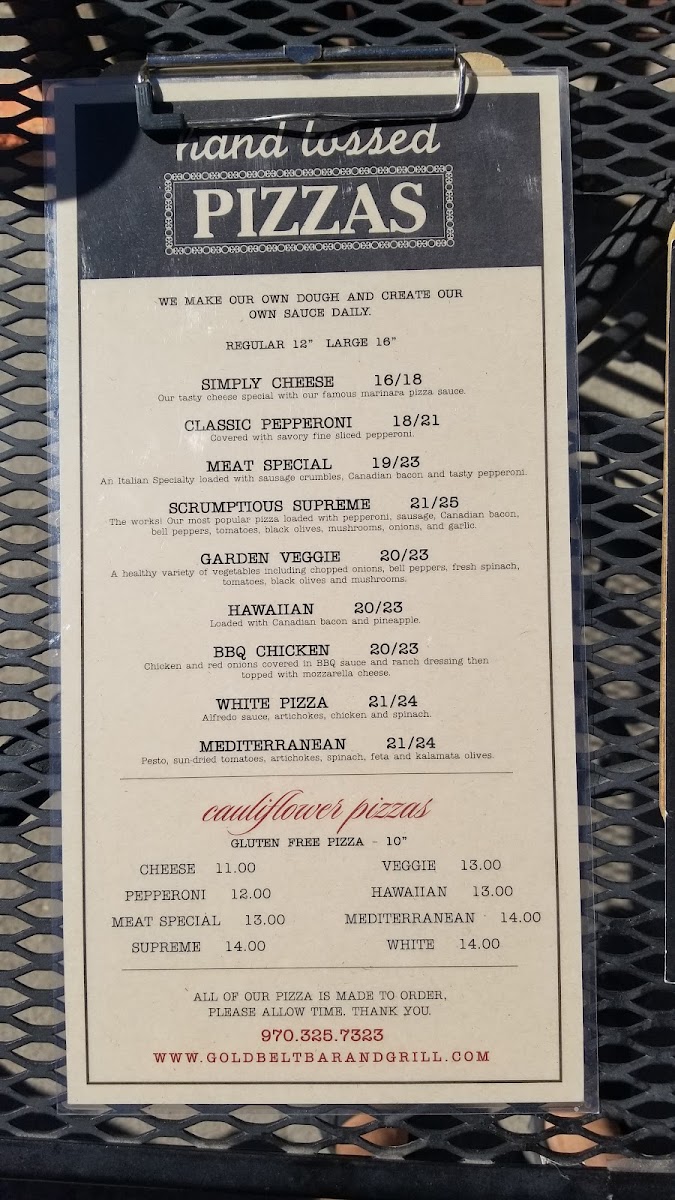 hand tossed
PIZZAS
WE MAKE OUR OWN DOUGH AND CREATE OUR
OWN SAUCE DAILY.
REGULAR 12" LARGE 16"
SIMPLY CHEESE 16/18
Our tasty cheese special with our famous marinara pizza sauce.
CLASSIC PEPPERONI 18/21
Covered with savory fine sliced pepperoni.
MEAT SPECIAL 19/23
An Italian Specialty loaded with sausage crumbles, Canadian bacon and tasty pepperoni.
SCRUMPTIOUS SUPREME 21/25
The works! Our most popular pizza loaded with pepperoni, sausage, Canadian bacon,
bell peppers, tomatoes, black olives, mushrooms, onions, and garlic.
GARDEN VEGGIE 20/23
A healthy variety of vegetables including chopped onions, bell peppers, fresh spinach,
tomatoes, black olives and mushrooms.
HAWAIIAN 20/23
Loaded with Canadian bacon and pineapple.
BBQ CHICKEN 20/23
Chicken and red onions covered in BBQ sauce and ranch dressing then
topped with mozzarella cheese.
WHITE PIZZA 21/24
Alfredo sauce, artichokes, chicken and spinach.
MEDITERRANEAN 21/24
Pesto, sun-dried tomatoes, artichokes, spinach, feta and kalamata olives.
cauliflower pizzas
GLUTEN FREE PIZZA - 10"
CHEESE 11.00 VEGGIE 13.00
PEPPERONI 12.00 HAWAIIAN 13.00
MEAT SPECIAL 13.00 MEDITERRANEAN 14.00
SUPREME 14.00 WHITE 14.00
ALL OF OUR PIZZA IS MADE TO ORDER,
PLEASE ALLOW TIME. THANK YOU.
970.325.7323
WWW.GOLDBELTBARANDGRILL.COM